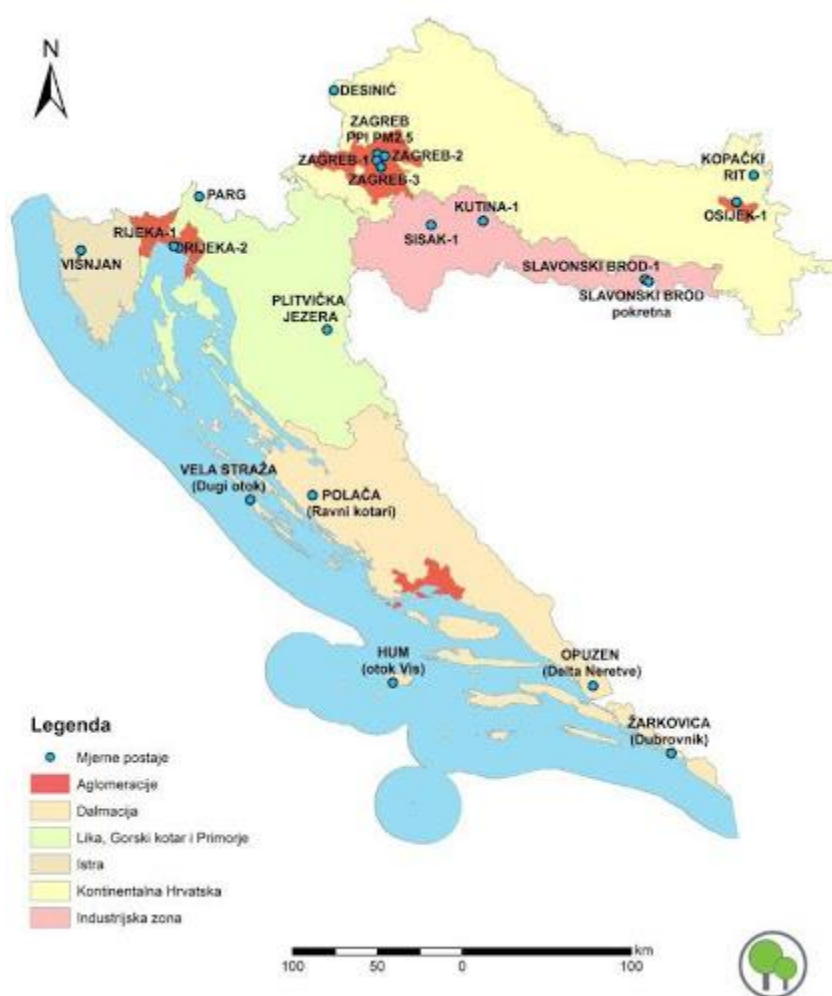 N
DESINIĆ
ZAGREB
PPI PM2,5
ZAGREB-1
ZAGREB-2
ZAGREB-3
KOPAČKI
RIT
OSIJEK-1
PARG
KUTINA-1
SISAK-1
RIJEKA-1
RIJEKA-2
VIŠNJAN
SLAVONSKI BROD-1
SLAVONSKI BROD
pokretna
PLITVIČKA
JEZERA
VELA STRAŽA
(Dugi otok)
POLAČA
(Ravni kotari)
HUM
(otok Vis)
OPUZEN
(Delta Neretve)
ŽARKOVICA
(Dubrovnik)
Legenda
Mjerne postaje
Aglomeracije
Dalmacija
Lika, Gorski kotar i Primorje
Istra
Kontinentalna Hrvatska
Industrijska zona
km
100 50 0 100